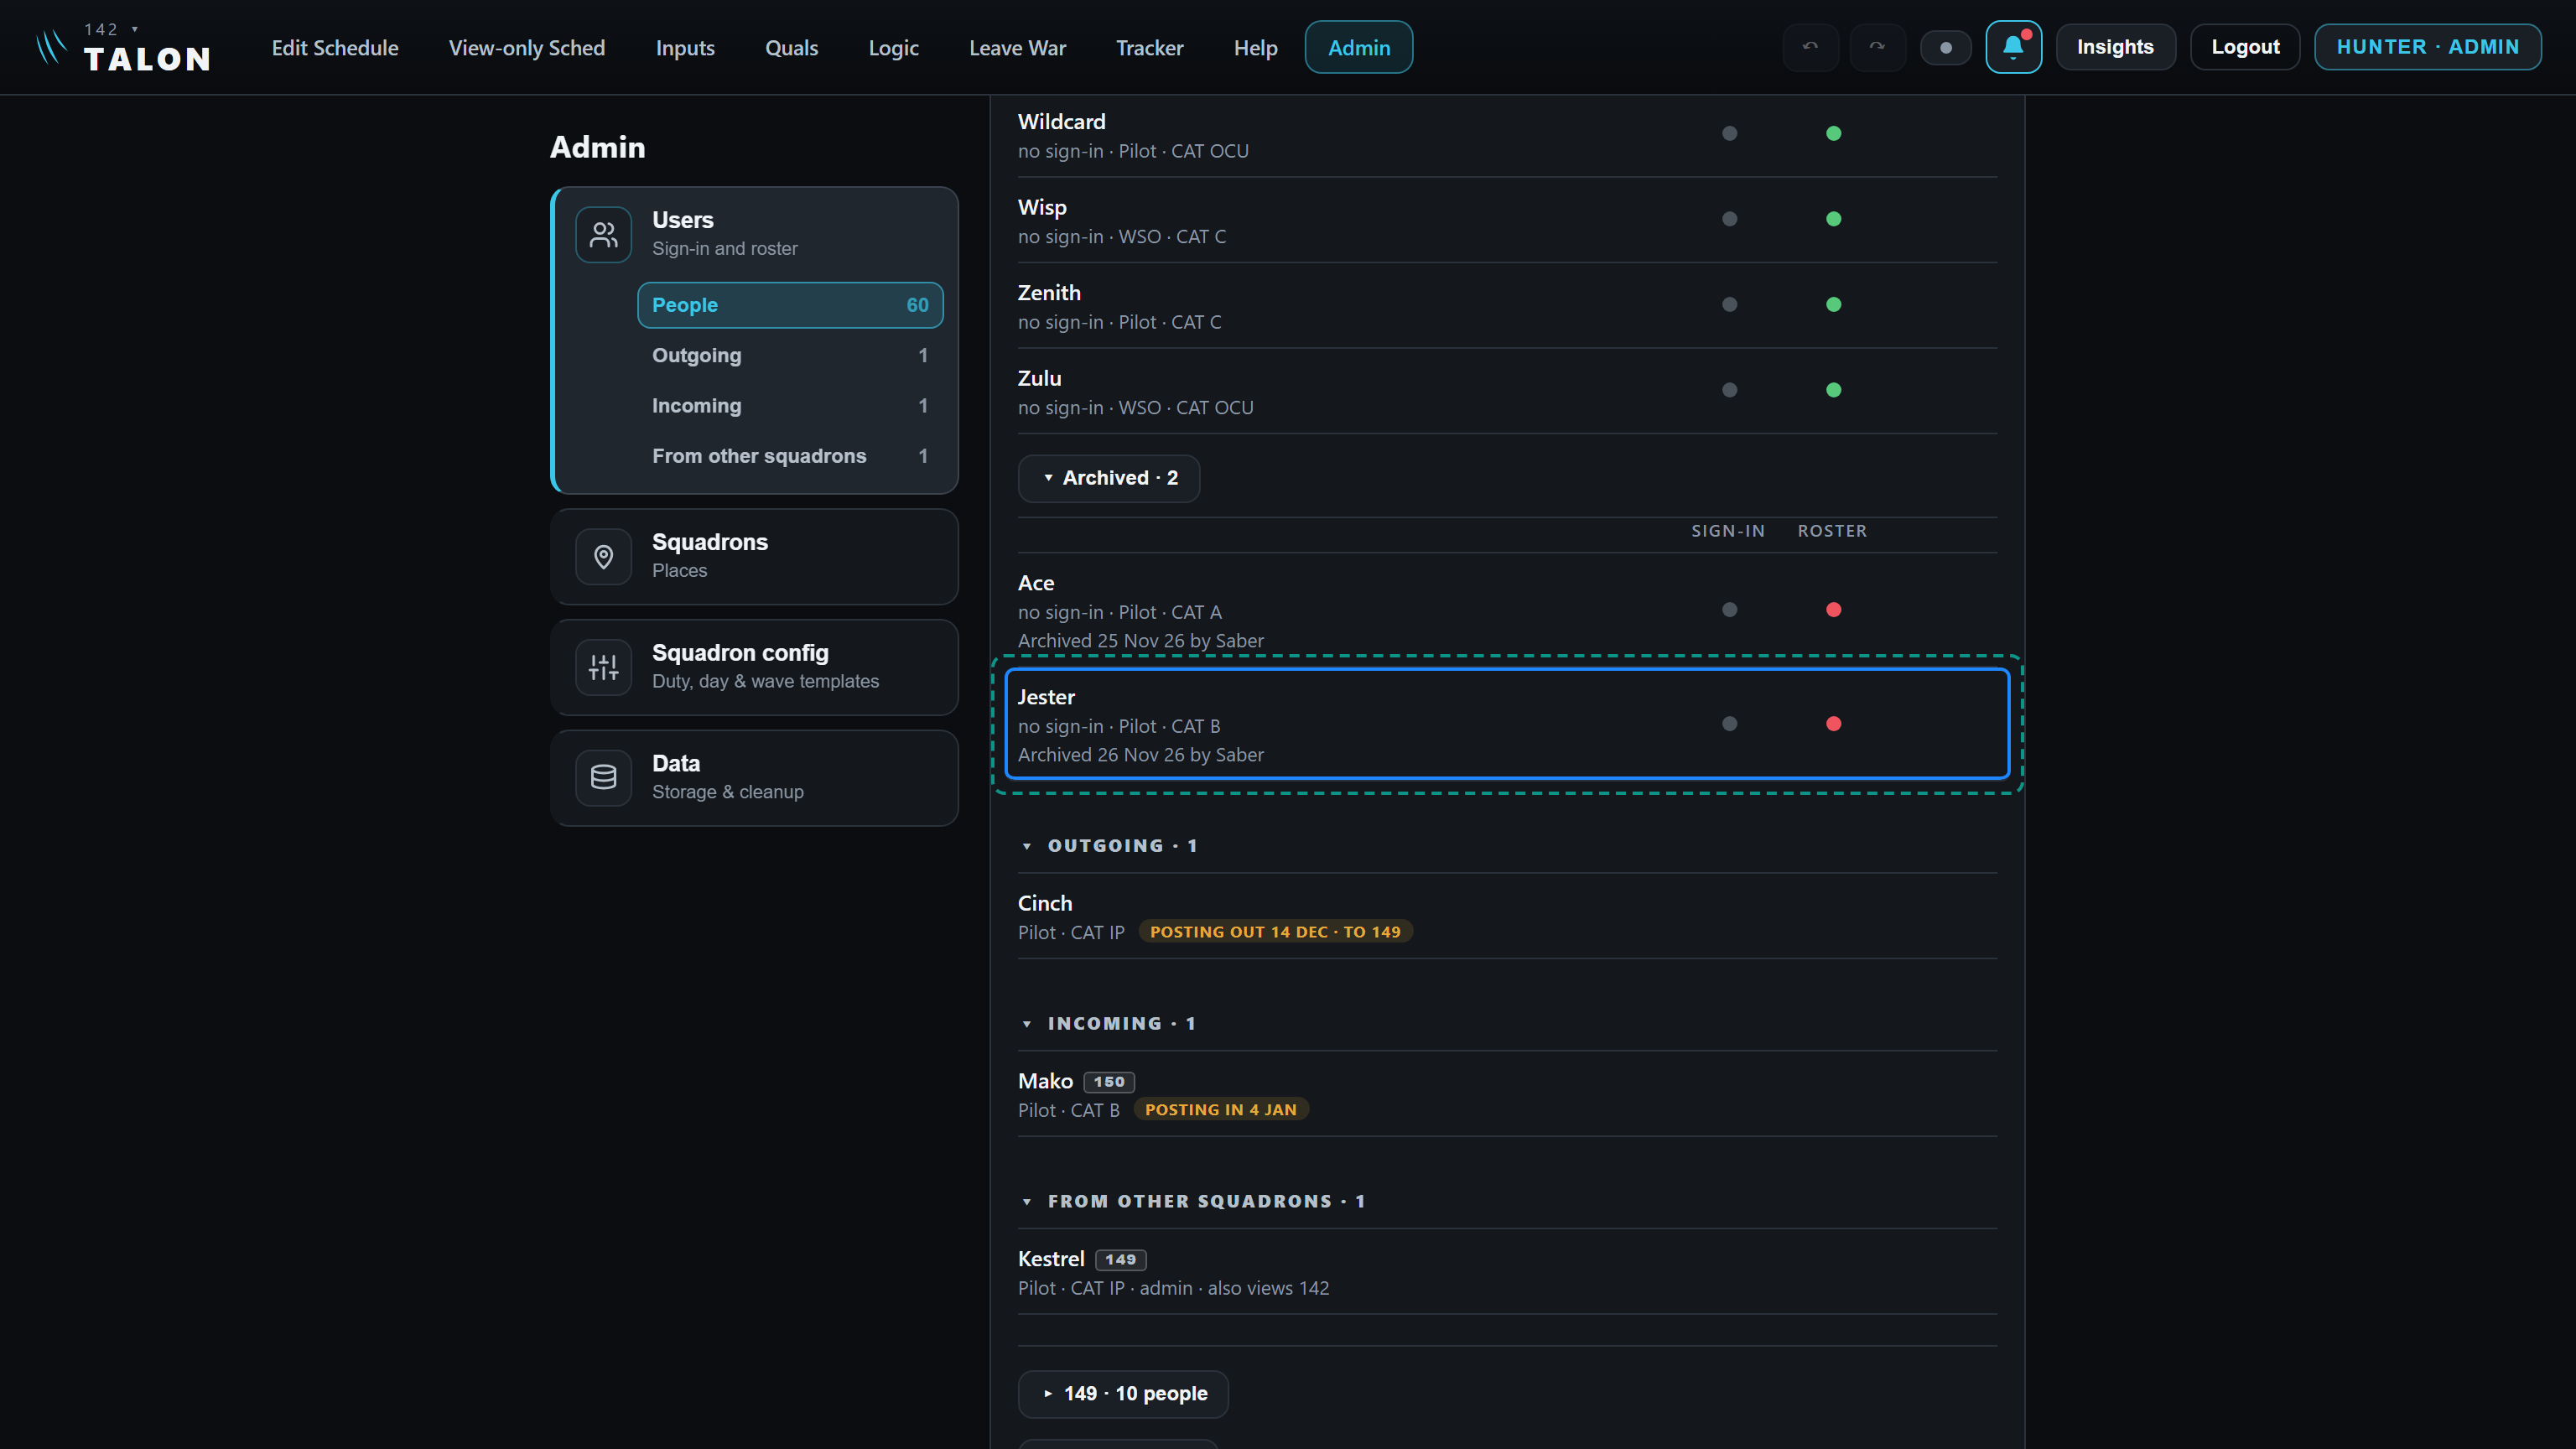 142 ▾
TALON
Edit Schedule
View-only Sched
Inputs
Quals
Logic
Leave War
Tracker
Help
Admin
Insights
Logout
HUNTER · ADMIN
Admin
Users
Sign-in and roster
People 60
Outgoing 1
Incoming 1
From other squadrons 1
Squadrons
Places
Squadron config
Duty, day & wave templates
Data
Storage & cleanup
Wildcard
no sign-in · Pilot · CAT OCU
Wisp
no sign-in · WSO · CAT C
Zenith
no sign-in · Pilot · CAT C
Zulu
no sign-in · WSO · CAT OCU
▾ Archived · 2
SIGN-IN ROSTER
Ace
no sign-in · Pilot · CAT A
Archived 25 Nov 26 by Saber
Jester
no sign-in · Pilot · CAT B
Archived 26 Nov 26 by Saber
▾ OUTGOING · 1
Cinch
Pilot · CAT IP POSTING OUT 14 DEC · TO 149
▾ INCOMING · 1
Mako 150
Pilot · CAT B POSTING IN 4 JAN
▾ FROM OTHER SQUADRONS · 1
Kestrel 149
Pilot · CAT IP · admin · also views 142
▸ 149 · 10 people